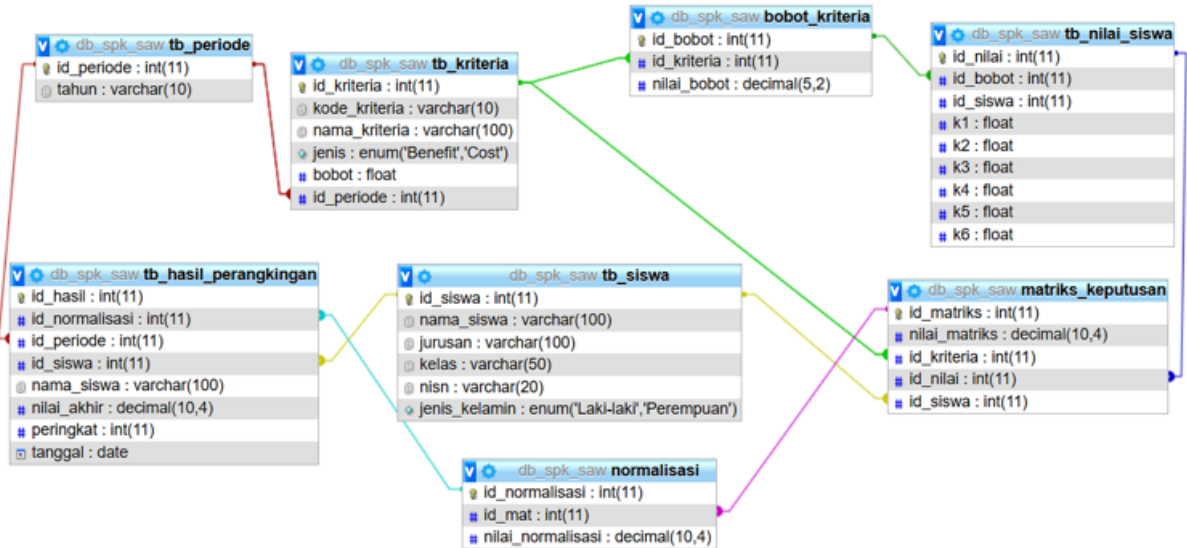 db_spk_saw tb_periode
id_periode : int(11)
tahun : varchar(10)
db_spk_saw tb_kriteria
id_kriteria : int(11)
kode_kriteria : varchar(10)
nama_kriteria : varchar(100)
jenis : enum('Benefit','Cost')
bobot : float
id_periode : int(11)
db_spk_saw bobot_kriteria
id_bobot : int(11)
id_kriteria : int(11)
nilai_bobot : decimal(5,2)
db_spk_saw tb_nilai_siswa
id_nilai : int(11)
id_bobot : int(11)
id_siswa : int(11)
k1 : float
k2 : float
k3 : float
k4 : float
k5 : float
k6 : float
db_spk_saw tb_hasil_perangkingan
id_hasil : int(11)
id_normalisasi : int(11)
id_periode : int(11)
id_siswa : int(11)
nama_siswa : varchar(100)
nilai_akhir : decimal(10,4)
peringkat : int(11)
tanggal : date
db_spk_saw tb_siswa
id_siswa : int(11)
nama_siswa : varchar(100)
jurusan : varchar(100)
kelas : varchar(50)
nisn : varchar(20)
jenis_kelamin : enum('Laki-laki','Perempuan')
db_spk_saw matriks_keputusan
id_matriks : int(11)
nilai_matriks : decimal(10,4)
id_kriteria : int(11)
id_nilai : int(11)
id_siswa : int(11)
db_spk_saw normalisasi
id_normalisasi : int(11)
id_mat : int(11)
nilai_normalisasi : decimal(10,4)